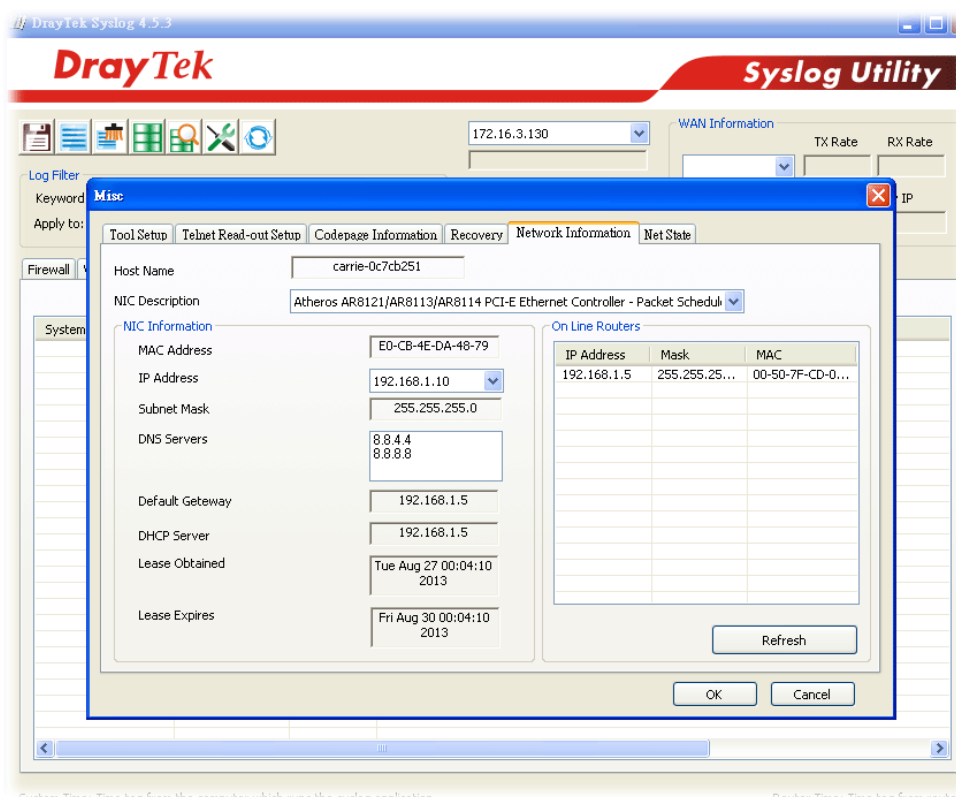 DrayTek Syslog 4.5.3
DrayTek
Syslog Utility
172.16.3.130
WAN Information
TX Rate RX Rate
Log Filter
Keyword
IP
Apply to:
Misc
Tool Setup Telnet Read-out Setup Codepage Information Recovery Network Information Net State
Firewall
Host Name carrie-0c7cb251
NIC Description Atheros AR8121/AR8113/AR8114 PCI-E Ethernet Controller - Packet Schedul
System
NIC Information
MAC Address E0-CB-4E-DA-48-79
IP Address 192.168.1.10
Subnet Mask 255.255.255.0
DNS Servers 8.8.4.4
8.8.8.8
Default Geteway 192.168.1.5
DHCP Server 192.168.1.5
Lease Obtained Tue Aug 27 00:04:10
2013
Lease Expires Fri Aug 30 00:04:10
2013
On Line Routers
IP Address Mask MAC
192.168.1.5 255.255.25... 00-50-7F-CD-0...
Refresh
OK Cancel